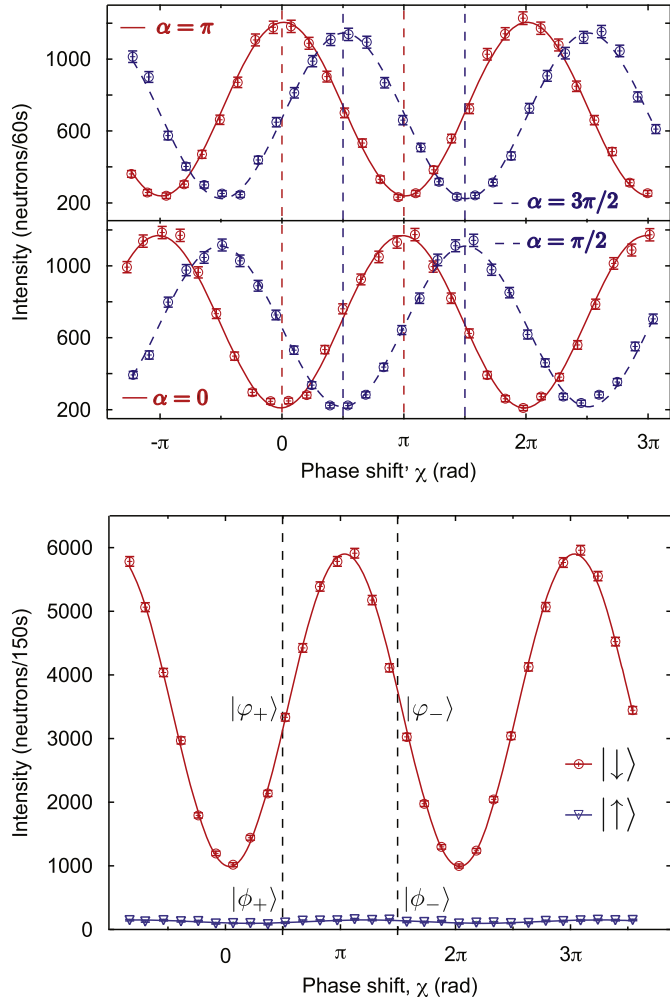 α = π
1200
1000
600
200
α = 3π/2
α = π/2
1000
600
200
α = 0
Intensity (neutrons/60s)
-π 0 π 2π 3π
Phase shift, χ (rad)
6000
5000
4000
3000
2000
1000
0
Intensity (neutrons/150s)
|φ+⟩ |φ−⟩
|↓⟩
|↑⟩
|ϕ+⟩ |ϕ−⟩
0 π 2π 3π
Phase shift, χ (rad)